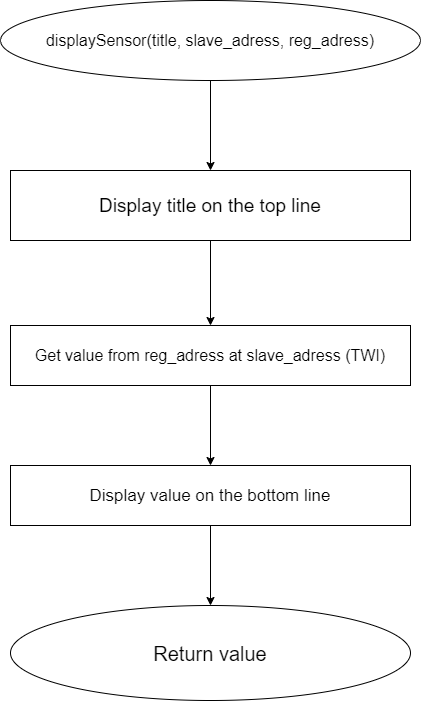 displaySensor(title, slave_adress, reg_adress)
Display title on the top line
Get value from reg_adress at slave_adress (TWI)
Display value on the bottom line
Return value